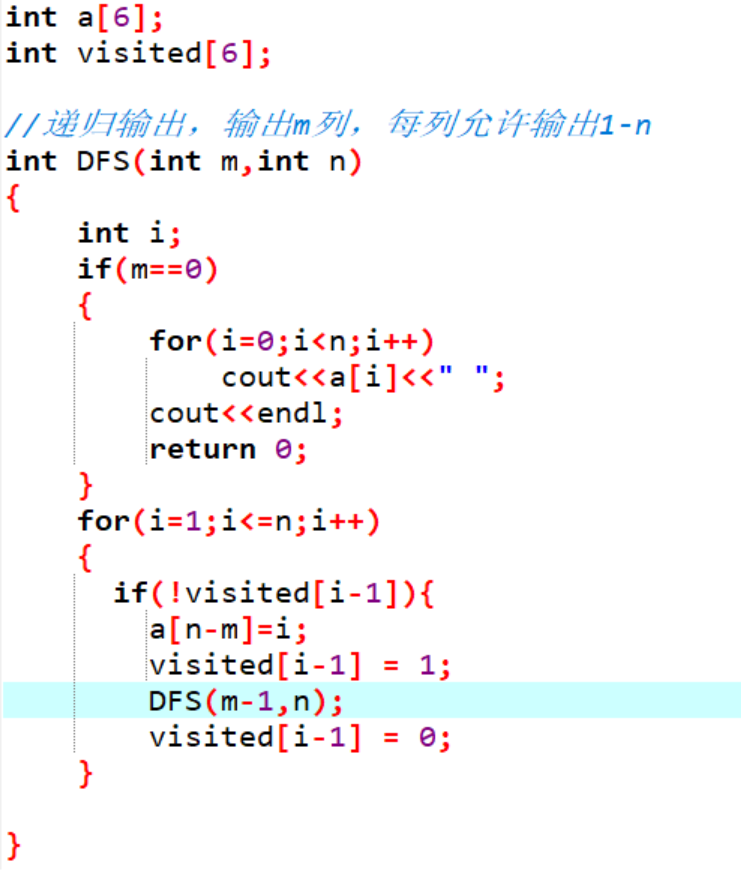 int a[6];
int visited[6];
//递归输出，输出m列，每列允许输出1-n
int DFS(int m,int n)
{
int i;
if(m==0)
{
for(i=0;i<n;i++)
cout<<a[i]<<" ";
cout<<endl;
return 0;
}
for(i=1;i<=n;i++)
{
if(!visited[i-1]){
a[n-m]=i;
visited[i-1] = 1;
DFS(m-1,n);
visited[i-1] = 0;
}
}